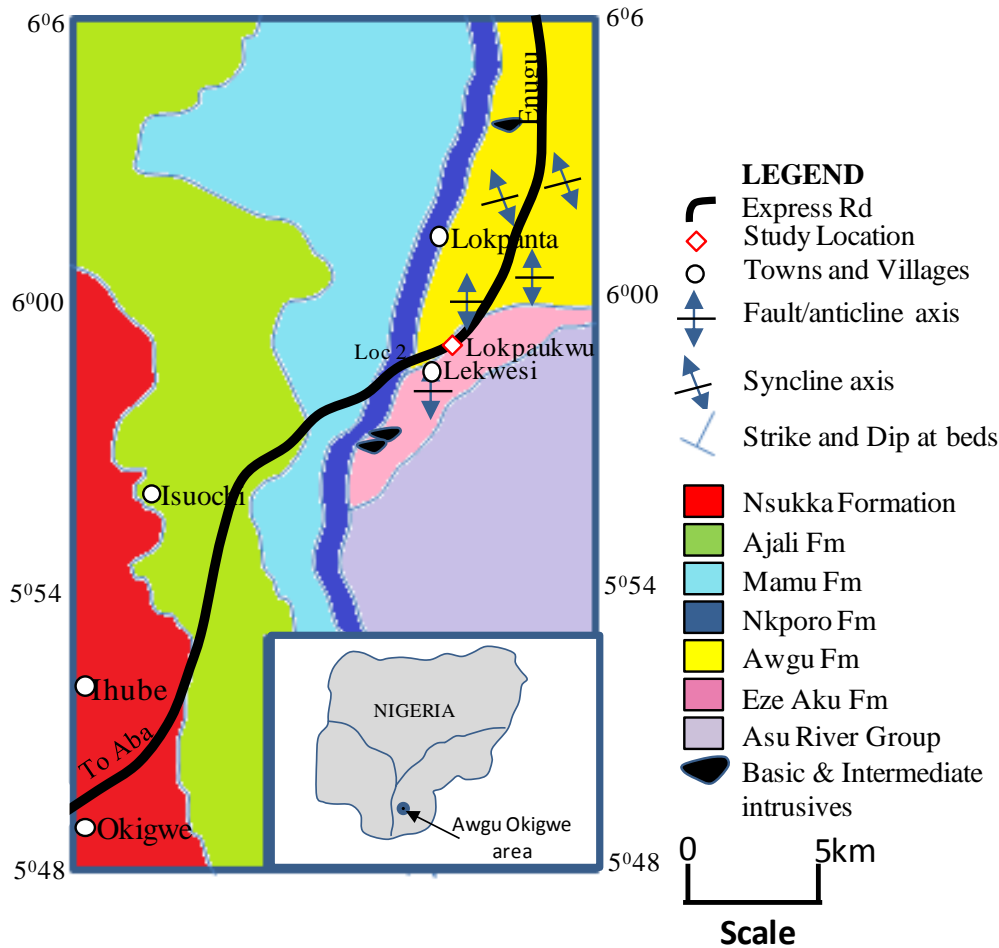 6⁰6
6⁰6
Enugu
Lokpanta
6⁰00
6⁰00
Loc 2
Lokpaukwu
Lekwesi
Isuochi
5⁰54
5⁰54
Ihube
To Aba
Okigwe
5⁰48
5⁰48
NIGERIA
Awgu Okigwe
area
LEGEND
Express Rd
Study Location
Towns and Villages
Fault/anticline axis
Syncline axis
Strike and Dip at beds
Nsukka Formation
Ajali Fm
Mamu Fm
Nkporo Fm
Awgu Fm
Eze Aku Fm
Asu River Group
Basic & Intermediate
intrusives
0 5km
Scale